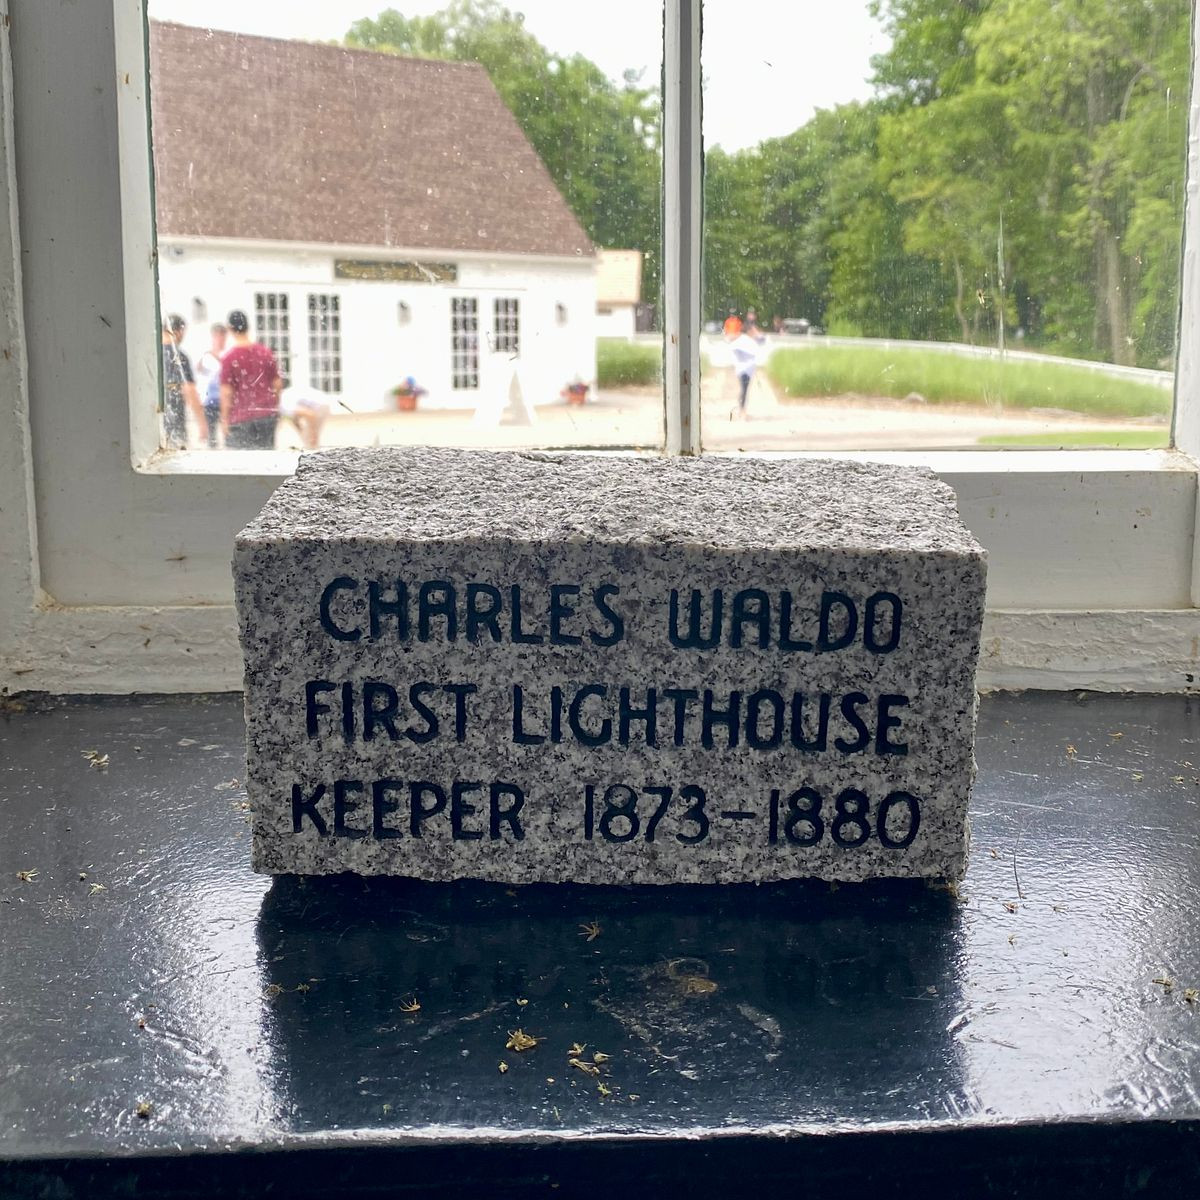 CHARLES WALDO
FIRST LIGHTHOUSE
KEEPER 1873-1880